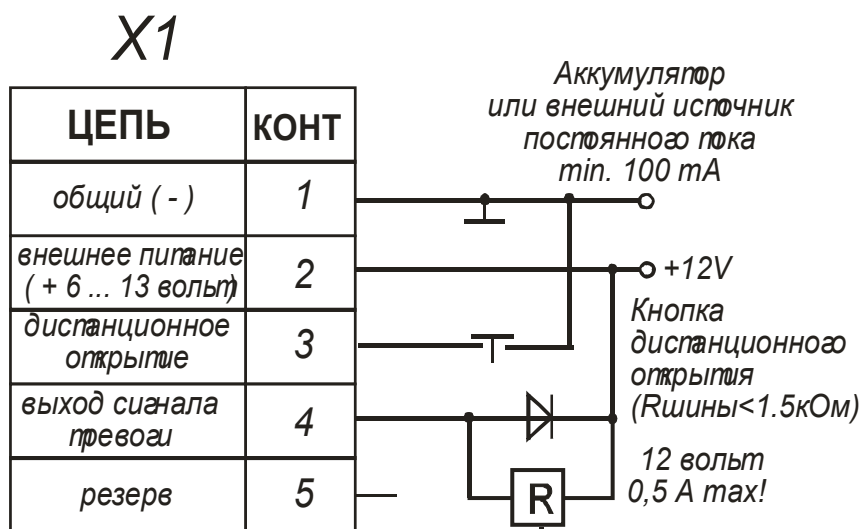 X1
Аккумулятор
или внешний источник
постоянного тока
min. 100 mA
ЦЕПЬ
КОНТ
общий ( - )
1
внешнее питание
( + 6 ... 13 вольт)
2
+12V
дистанционное
открытие
3
Кнопка
дистанционного
открытия
(Rшины<1.5кОм)
выход сигнала
тревоги
4
12 вольт
0,5 A max!
R
резерв
5